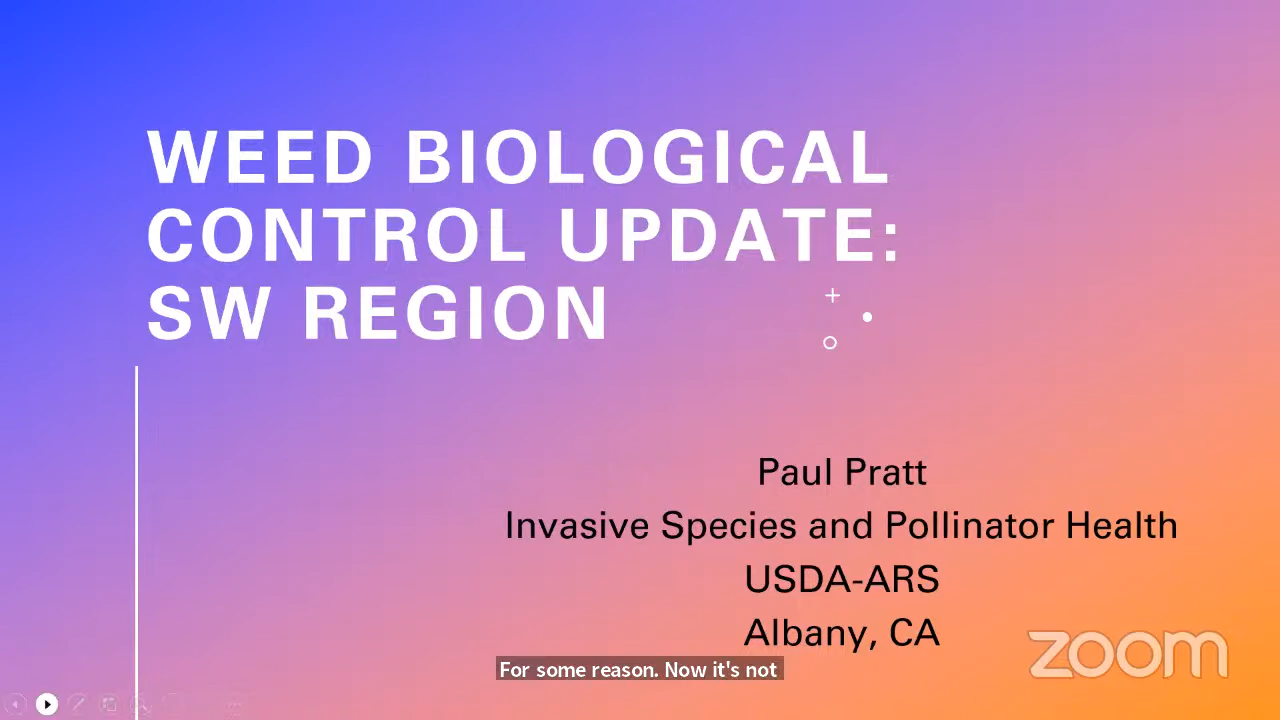 WEED BIOLOGICAL
CONTROL UPDATE:
SW REGION
Paul Pratt
Invasive Species and Pollinator Health
USDA-ARS
Albany, CA
zoom
For some reason. Now it's not